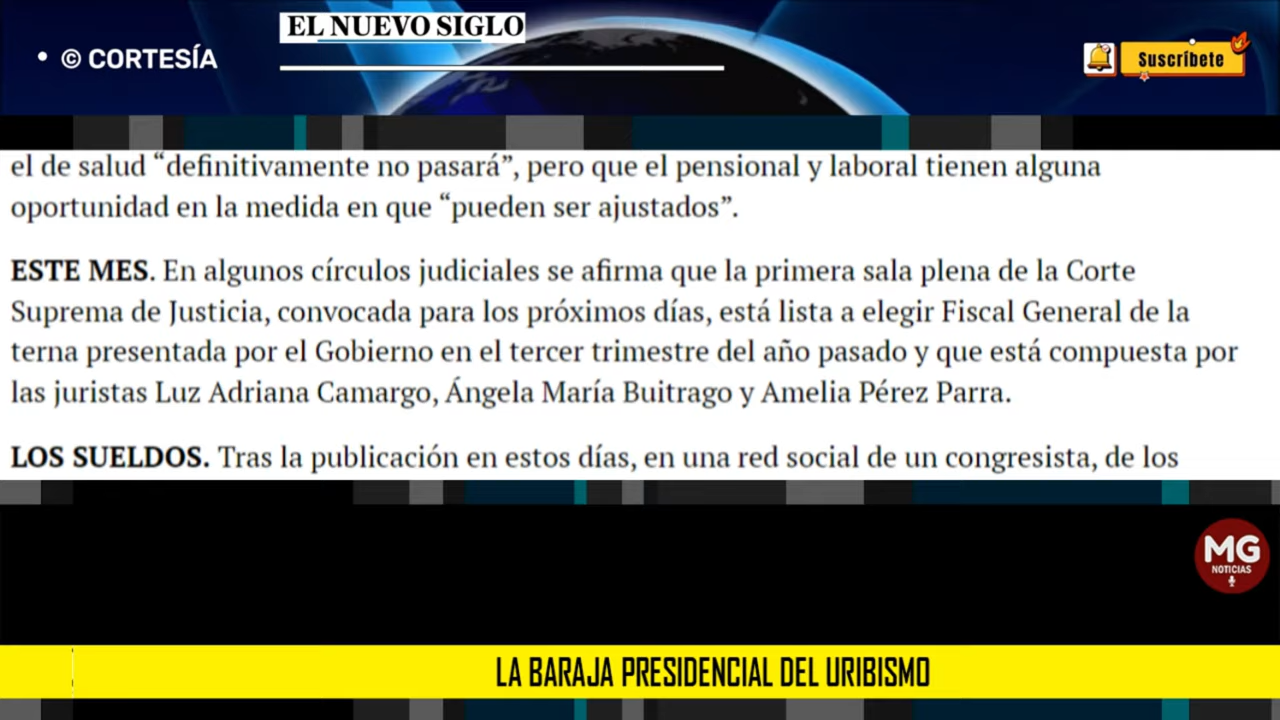 EL NUEVO SIGLO
• © CORTESÍA
Suscríbete
el de salud “definitivamente no pasará”, pero que el pensional y laboral tienen alguna
oportunidad en la medida en que “pueden ser ajustados”.
ESTE MES. En algunos círculos judiciales se afirma que la primera sala plena de la Corte
Suprema de Justicia, convocada para los próximos días, está lista a elegir Fiscal General de la
terna presentada por el Gobierno en el tercer trimestre del año pasado y que está compuesta por
las juristas Luz Adriana Camargo, Ángela María Buitrago y Amelia Pérez Parra.
LOS SUELDOS. Tras la publicación en estos días, en una red social de un congresista, de los
MG
NOTICIAS
LA BARAJA PRESIDENCIAL DEL URIBISMO